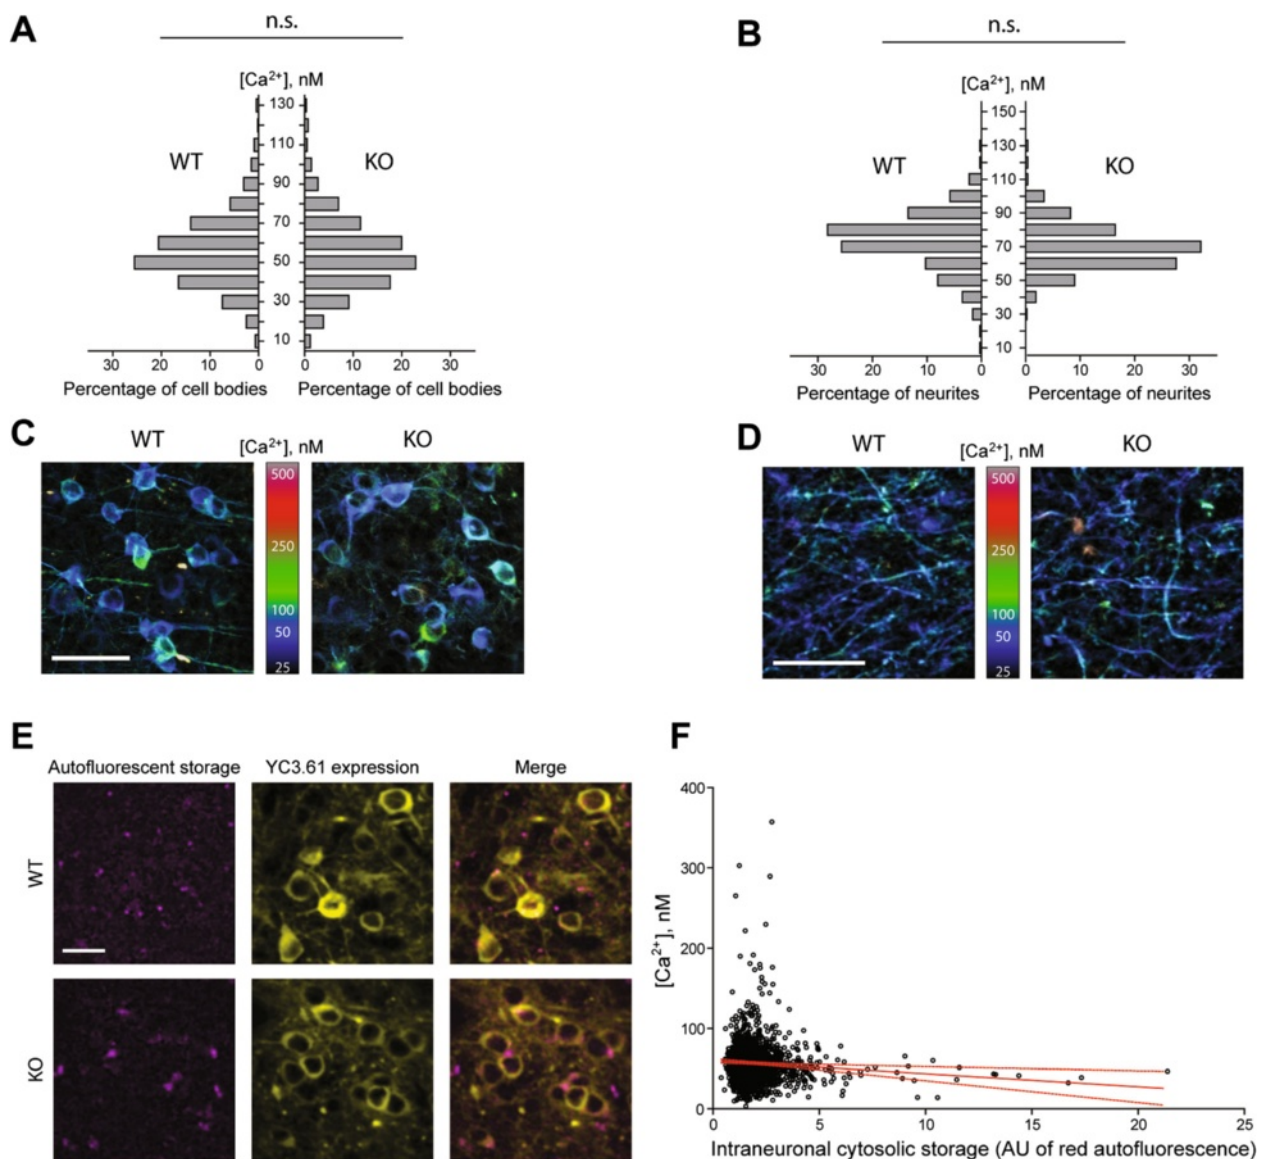 A
n.s.
[Ca²⁺], nM
130
110
90
70
50
30
10
WT
KO
30 20 10 0
0 10 20 30
Percentage of cell bodies
Percentage of cell bodies
B
n.s.
[Ca²⁺], nM
150
130
110
90
70
50
30
10
WT
KO
30 20 10 0
0 10 20 30
Percentage of neurites
Percentage of neurites
C
WT
[Ca²⁺], nM
KO
500
250
100
50
25
D
WT
[Ca²⁺], nM
KO
500
250
100
50
25
E
Autofluorescent storage
YC3.61 expression
Merge
WT
KO
F
[Ca²⁺], nM
400
300
200
100
0
0 5 10 15 20 25
Intraneuronal cytosolic storage (AU of red autofluorescence)